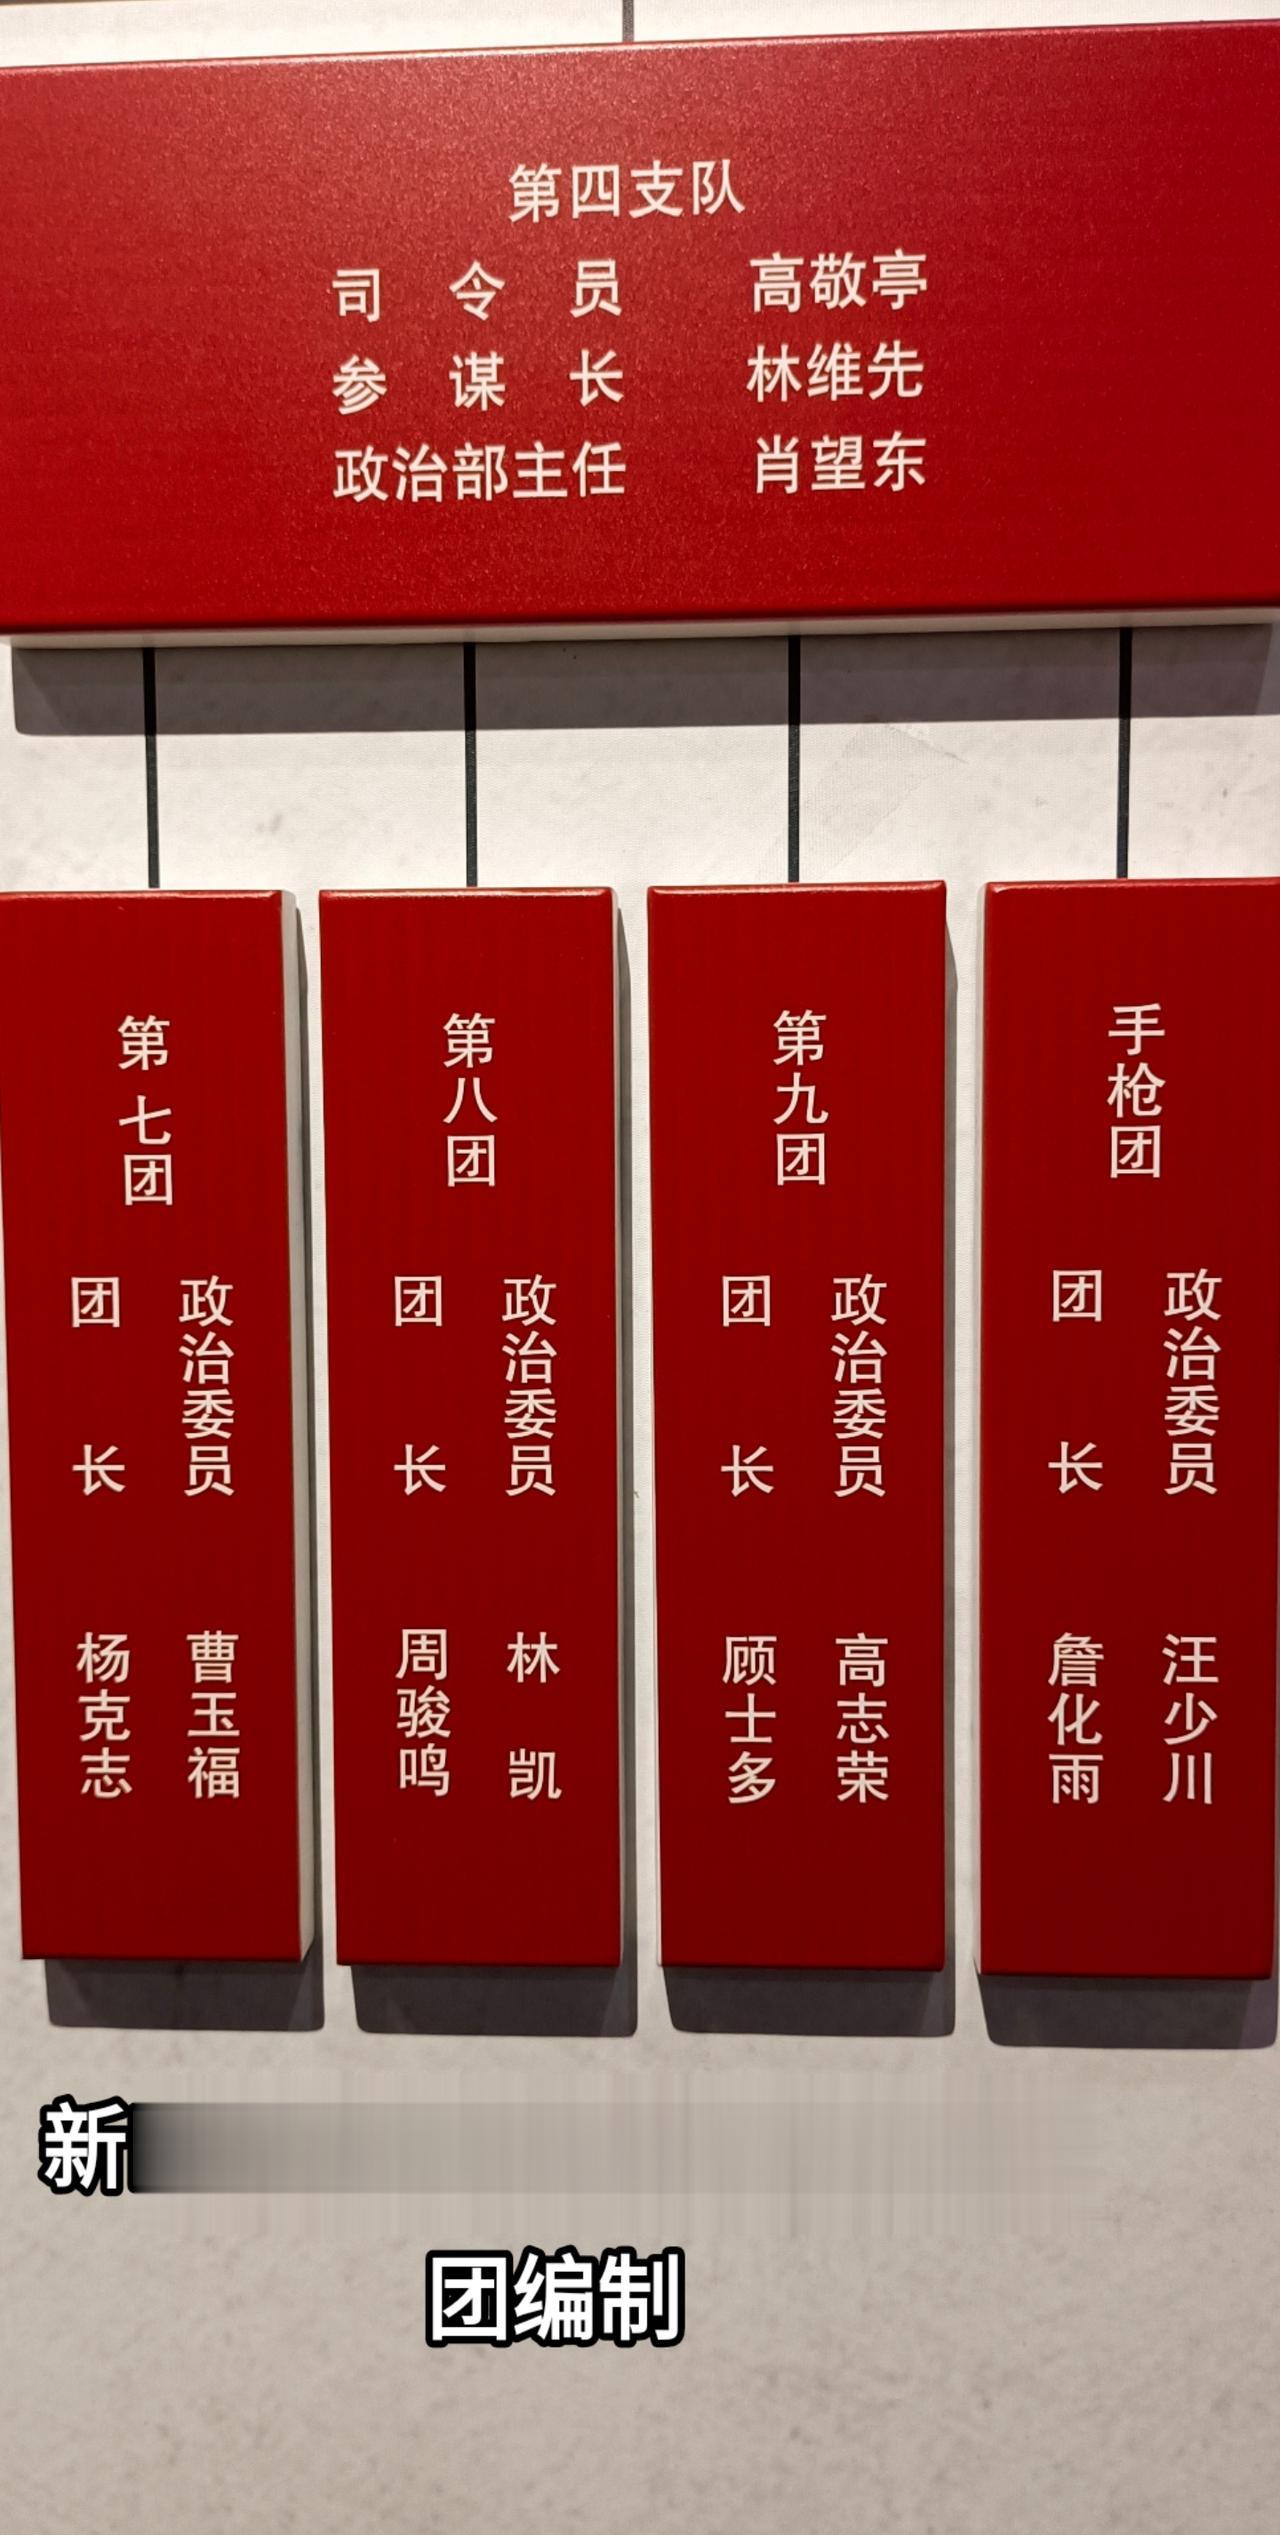 第四支队
司令员 高敬亭
参谋长 林维先
政治部主任 肖望东
第七团
团长 杨克志
政治委员 曹玉福
第八团
团长 周骏鸣
政治委员 林凯
第九团
团长 顾士多
政治委员 高志荣
手枪团
团长 詹化雨
政治委员 汪少川
新
团编制